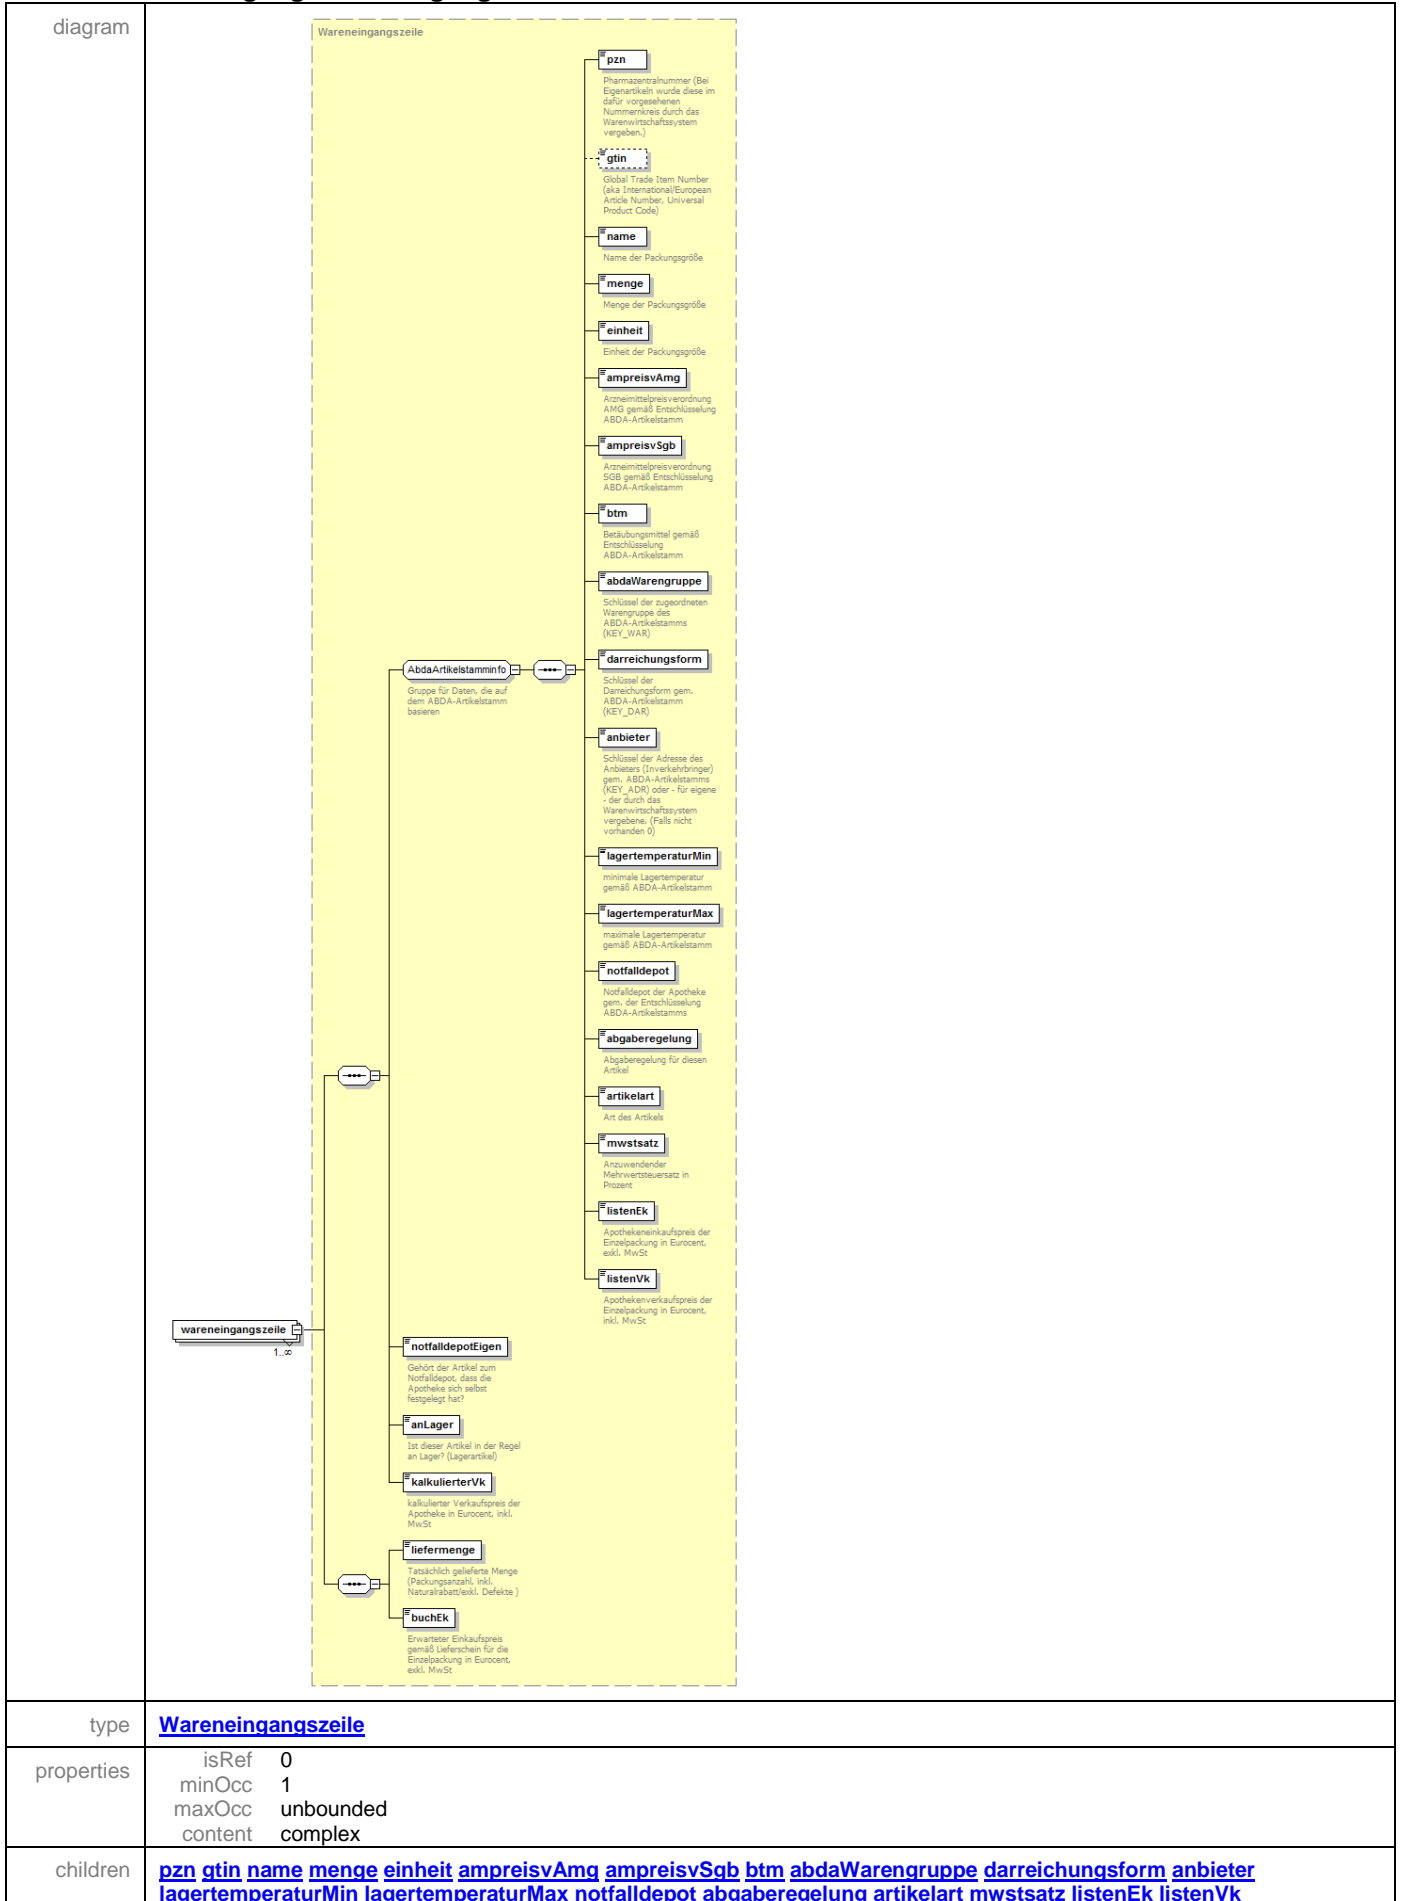 diagram
Wareneingangszeile
pzn
Pharmazentralnummer (Bei
Eigenartikeln wurde diese im
dafür vorgesehenen
Nummernkreis durch das
Warenwirtschaftssystem
vergeben.)
gtin
Global Trade Item Number
(aka International/European
Article Number, Universal
Product Code)
name
Name der Packungsgröße
menge
Menge der Packungsgröße
einheit
Einheit der Packungsgröße
ampreisvAmg
Arzneimittelpreisverordnung
AMG gemäß Entschlüsselung
ABDA-Artikelstamm
ampreisvSgb
Arzneimittelpreisverordnung
SGB gemäß Entschlüsselung
ABDA-Artikelstamm
btm
Betäubungsmittel gemäß
Entschlüsselung
ABDA-Artikelstamm
abdaWarengruppe
Schlüssel der zugeordneten
Warengruppe des
ABDA-Artikelstamms
(KEY_WAR)
AbdaArtikelstamminfo
Gruppe für Daten, die auf
dem ABDA-Artikelstamm
basieren
darreichungsform
Schlüssel der
Darreichungsform gem.
ABDA-Artikelstamm
(KEY_DAR)
anbieter
Schlüssel der Adresse des
Anbieters (Inverkehrbringer)
gem. ABDA-Artikelstamms
(KEY_ADR) oder - für eigene
- der durch das
Warenwirtschaftssystem
vergebene. (Falls nicht
vorhanden 0)
lagertemperaturMin
minimale Lagertemperatur
gemäß ABDA-Artikelstamm
lagertemperaturMax
maximale Lagertemperatur
gemäß ABDA-Artikelstamm
notfalldepot
Notfalldepot der Apotheke
gem. der Entschlüsselung
ABDA-Artikelstamms
abgaberegelung
Abgaberegelung für diesen
Artikel
artikelart
Art des Artikels
mwstsatz
Anzuwendender
Mehrwertsteuersatz in
Prozent
listenEk
Apothekeneinkaufspreis der
Einzelpackung in Eurocent,
exkl. MwSt
listenVk
Apothekenverkaufspreis der
Einzelpackung in Eurocent,
inkl. MwSt
wareneingangszeile
1..∞
notfalldepotEigen
Gehört der Artikel zum
Notfalldepot, dass die
Apotheke sich selbst
festgelegt hat?
anLager
Ist dieser Artikel in der Regel
an Lager? (Lagerartikel)
kalkulierterVk
kalkulierter Verkaufspreis der
Apotheke in Eurocent, inkl.
MwSt
liefermenge
Tatsächlich gelieferte Menge
(Packungsanzahl, inkl.
Naturalrabatt/exkl. Defekte )
buchEk
Erwarteter Einkaufspreis
gemäß Lieferschein für die
Einzelpackung in Eurocent,
exkl. MwSt
type Wareneingangszeile
properties isRef 0
minOcc 1
maxOcc unbounded
content complex
children pzn gtin name menge einheit ampreisvAmg ampreisvSgb btm abdaWarengruppe darreichungsform anbieter
lagertemperaturMin lagertemperaturMax notfalldepot abgaberegelung artikelart mwstsatz listenEk listenVk